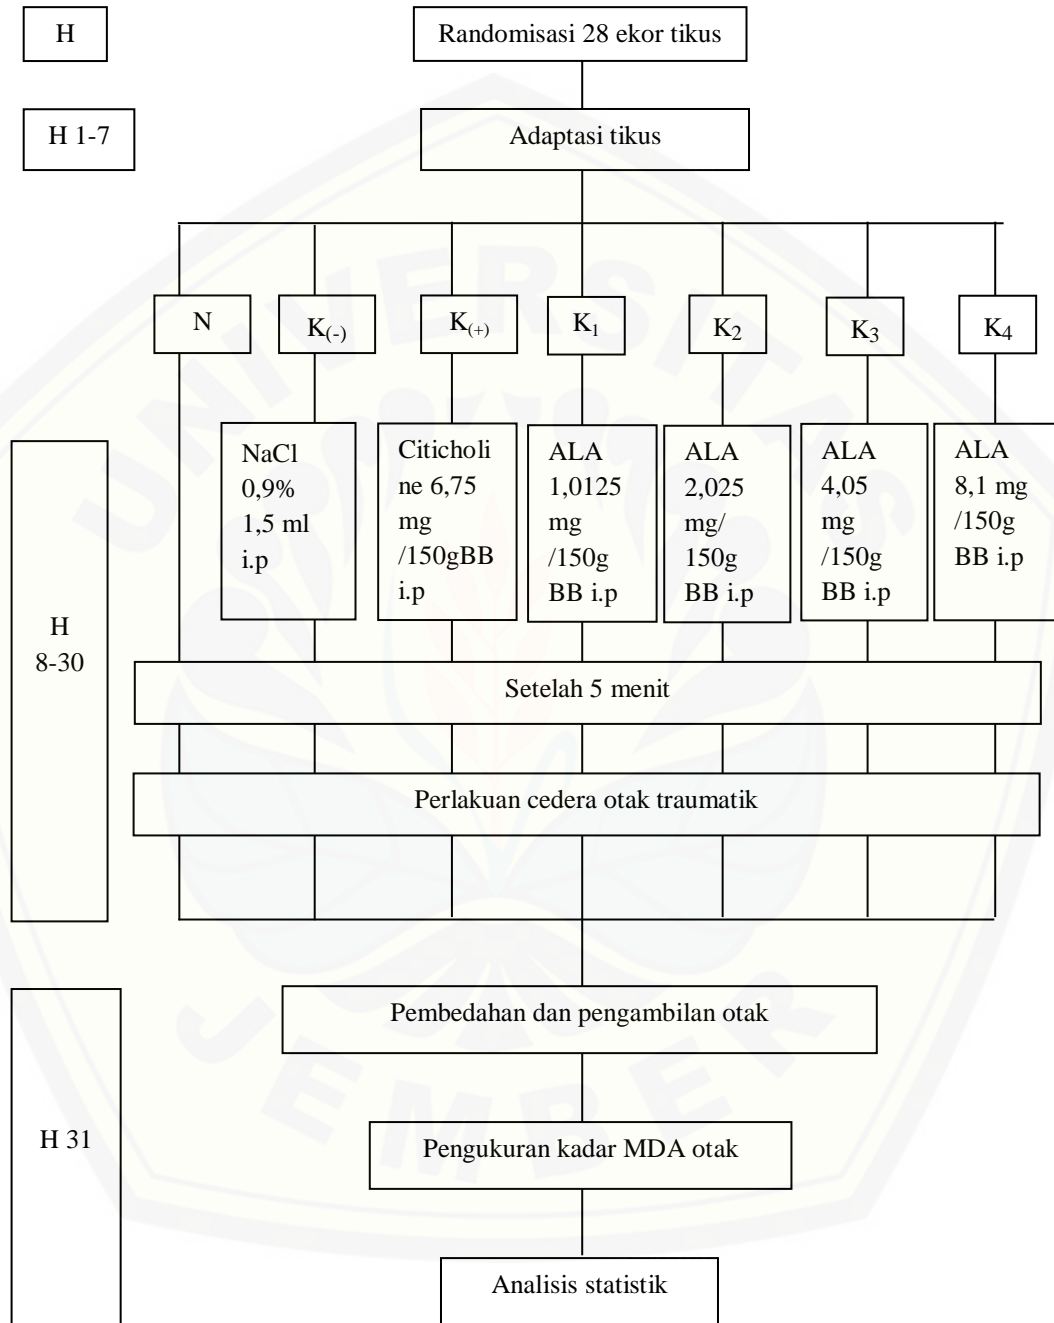 H
Randomisasi 28 ekor tikus
H 1-7
Adaptasi tikus
N
K(-)
K(+)
K1
K2
K3
K4
H
8-30
NaCl
0,9%
1,5 ml
i.p
Citicholi
ne 6,75
mg
/150gBB
i.p
ALA
1,0125
mg
/150g
BB i.p
ALA
2,025
mg/
150g
BB i.p
ALA
4,05
mg
/150g
BB i.p
ALA
8,1 mg
/150g
BB i.p
Setelah 5 menit
Perlakuan cedera otak traumatik
H 31
Pembedahan dan pengambilan otak
Pengukuran kadar MDA otak
Analisis statistik
UNIVERSITAS
JEMBER